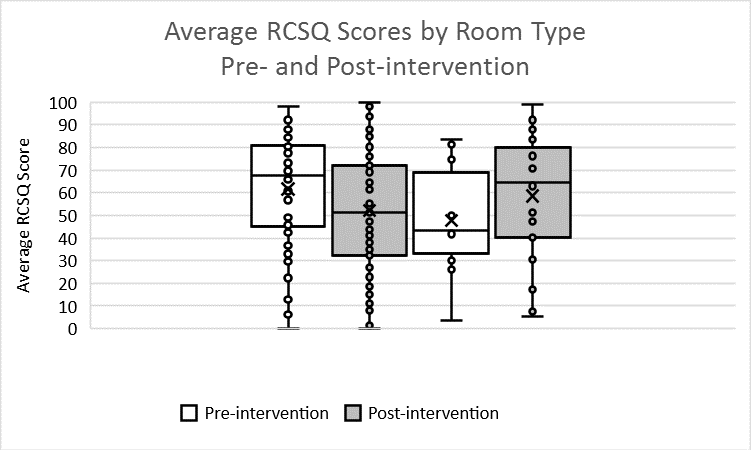 Average RCSQ Scores by Room Type
Pre- and Post-intervention
Average RCSQ Score
100
90
80
70
60
50
40
30
20
10
0
Pre-intervention
Post-intervention